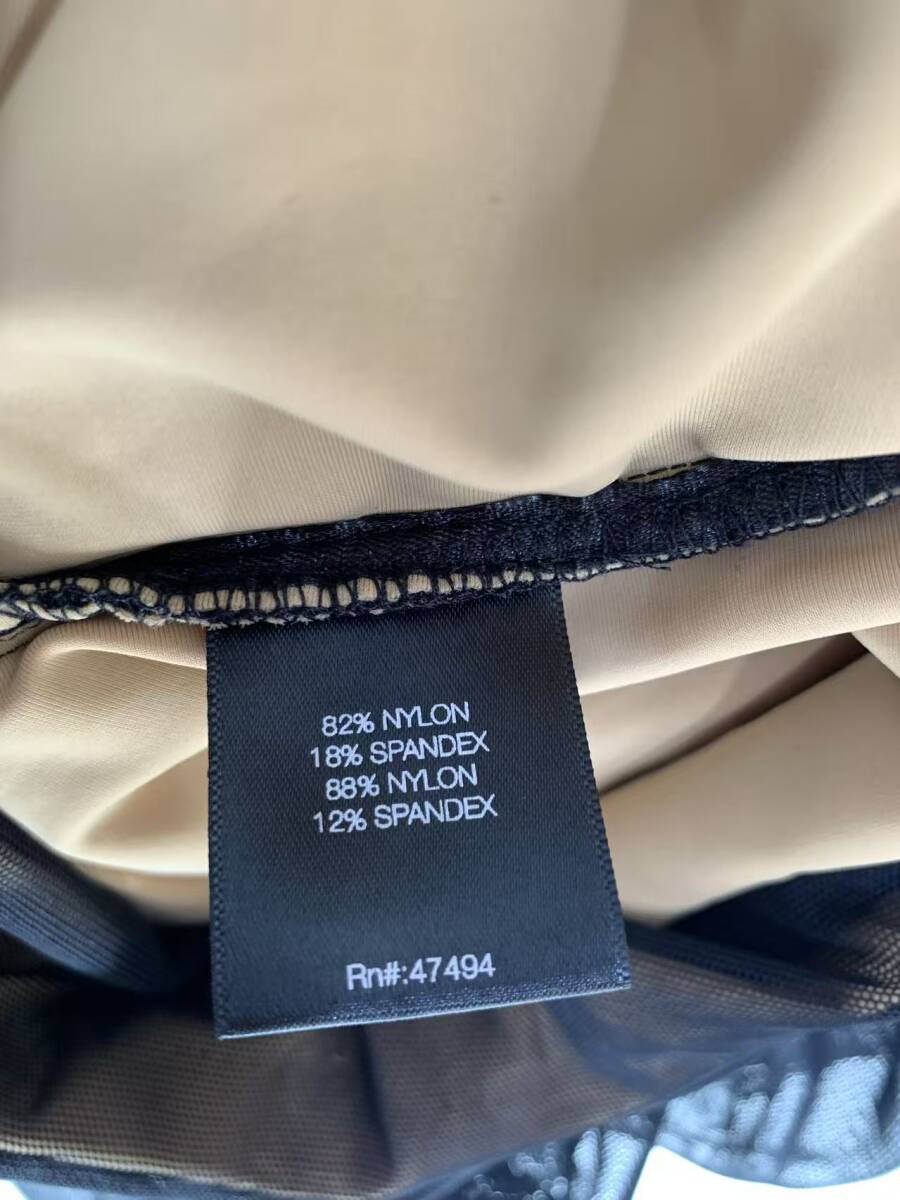 82% NYLON
18% SPANDEX
88% NYLON
12% SPANDEX
Rn#:47494